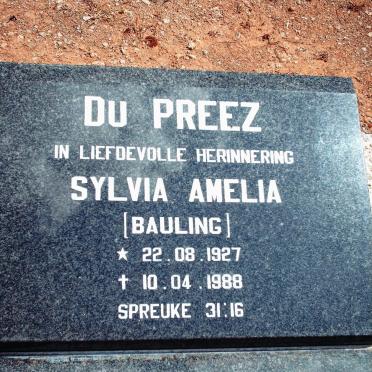 DU PREEZ
IN LIEFDEVOLLE HERINNERING
SYLVIA AMELIA
[BAULING]
★ 22.08.1927
✝ 10.04.1988
SPREUKE 31:16